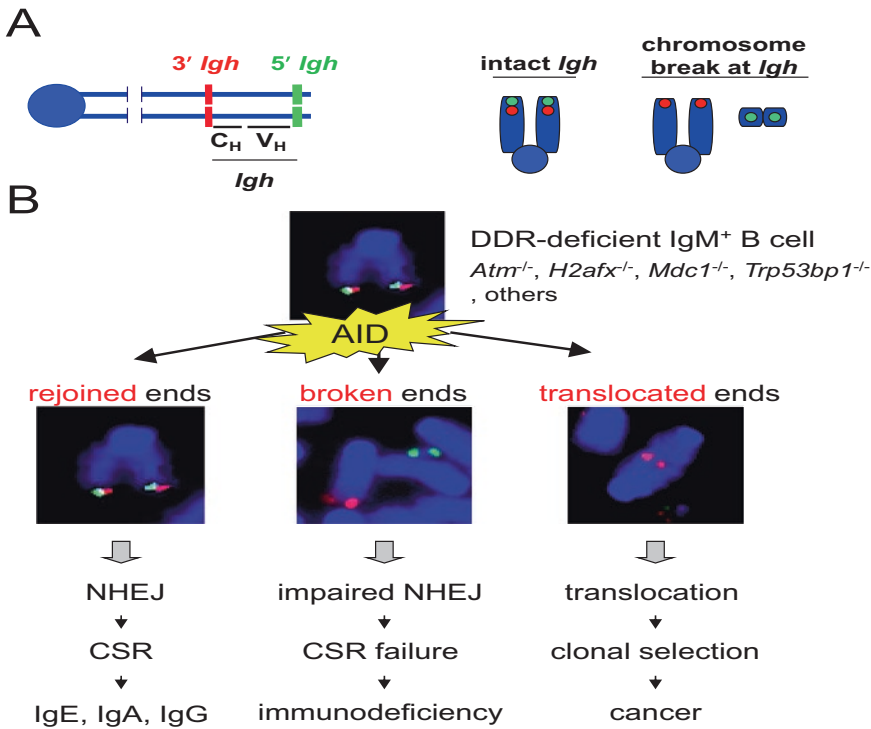 A
3′ Igh 5′ Igh
C_H V_H
Igh
intact Igh
chromosome
break at Igh
B
DDR-deficient IgM⁺ B cell
Atm⁻/⁻, H2afx⁻/⁻, Mdc1⁻/⁻, Trp53bp1⁻/⁻
, others
AID
rejoined ends
broken ends
translocated ends
NHEJ
impaired NHEJ
translocation
CSR
CSR failure
clonal selection
IgE, IgA, IgG
immunodeficiency
cancer